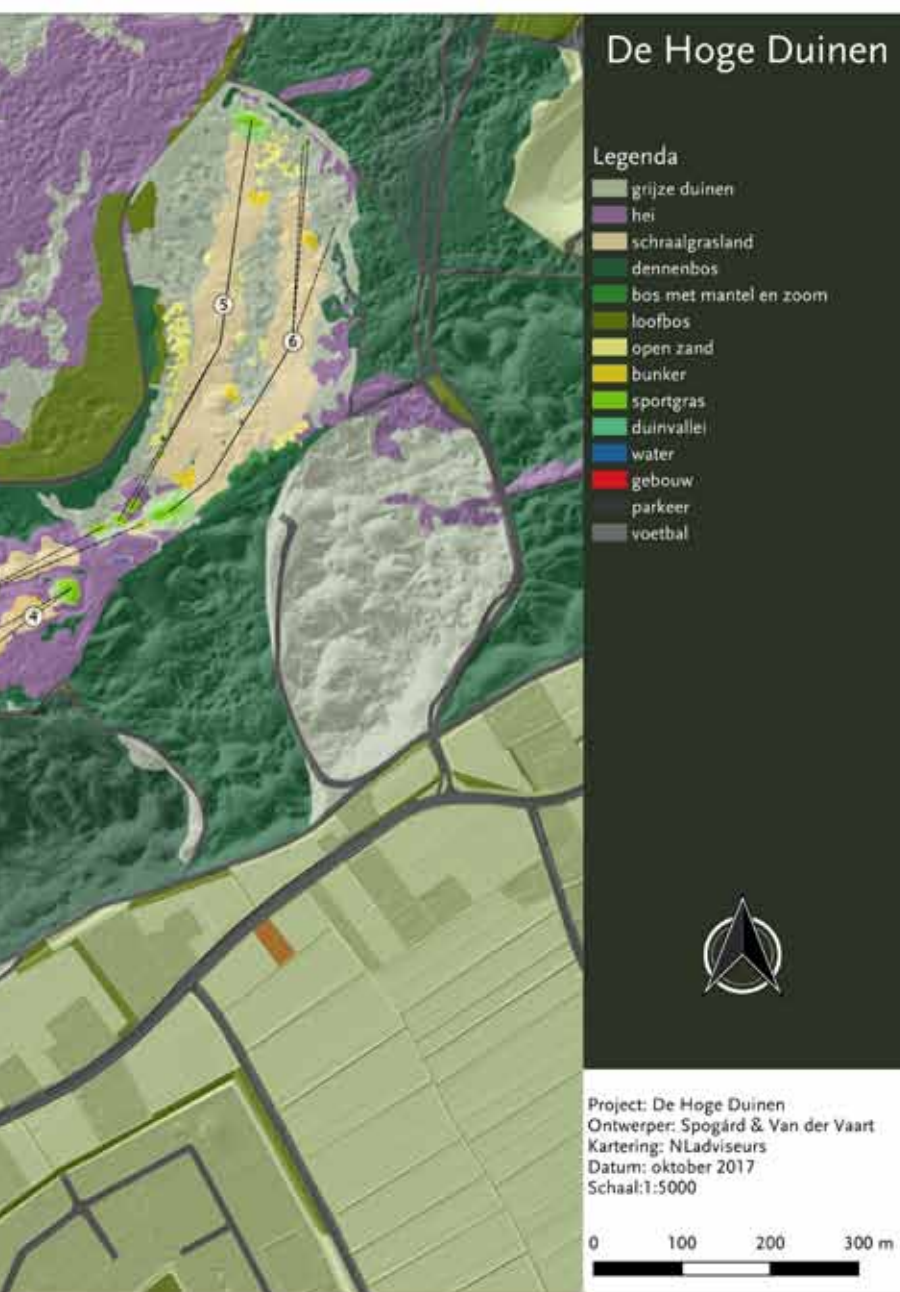 De Hoge Duinen
Legenda
grijze duinen
hei
schraalgrasland
dennenbos
bos met mantel en zoom
loofbos
open zand
bunker
sportgras
duinvallei
water
gebouw
parkeer
voetbal
5
6
4
Project: De Hoge Duinen
Ontwerper: Spogárd & Van der Vaart
Kartering: NLadviseurs
Datum: oktober 2017
Schaal:1:5000
0 100 200 300 m